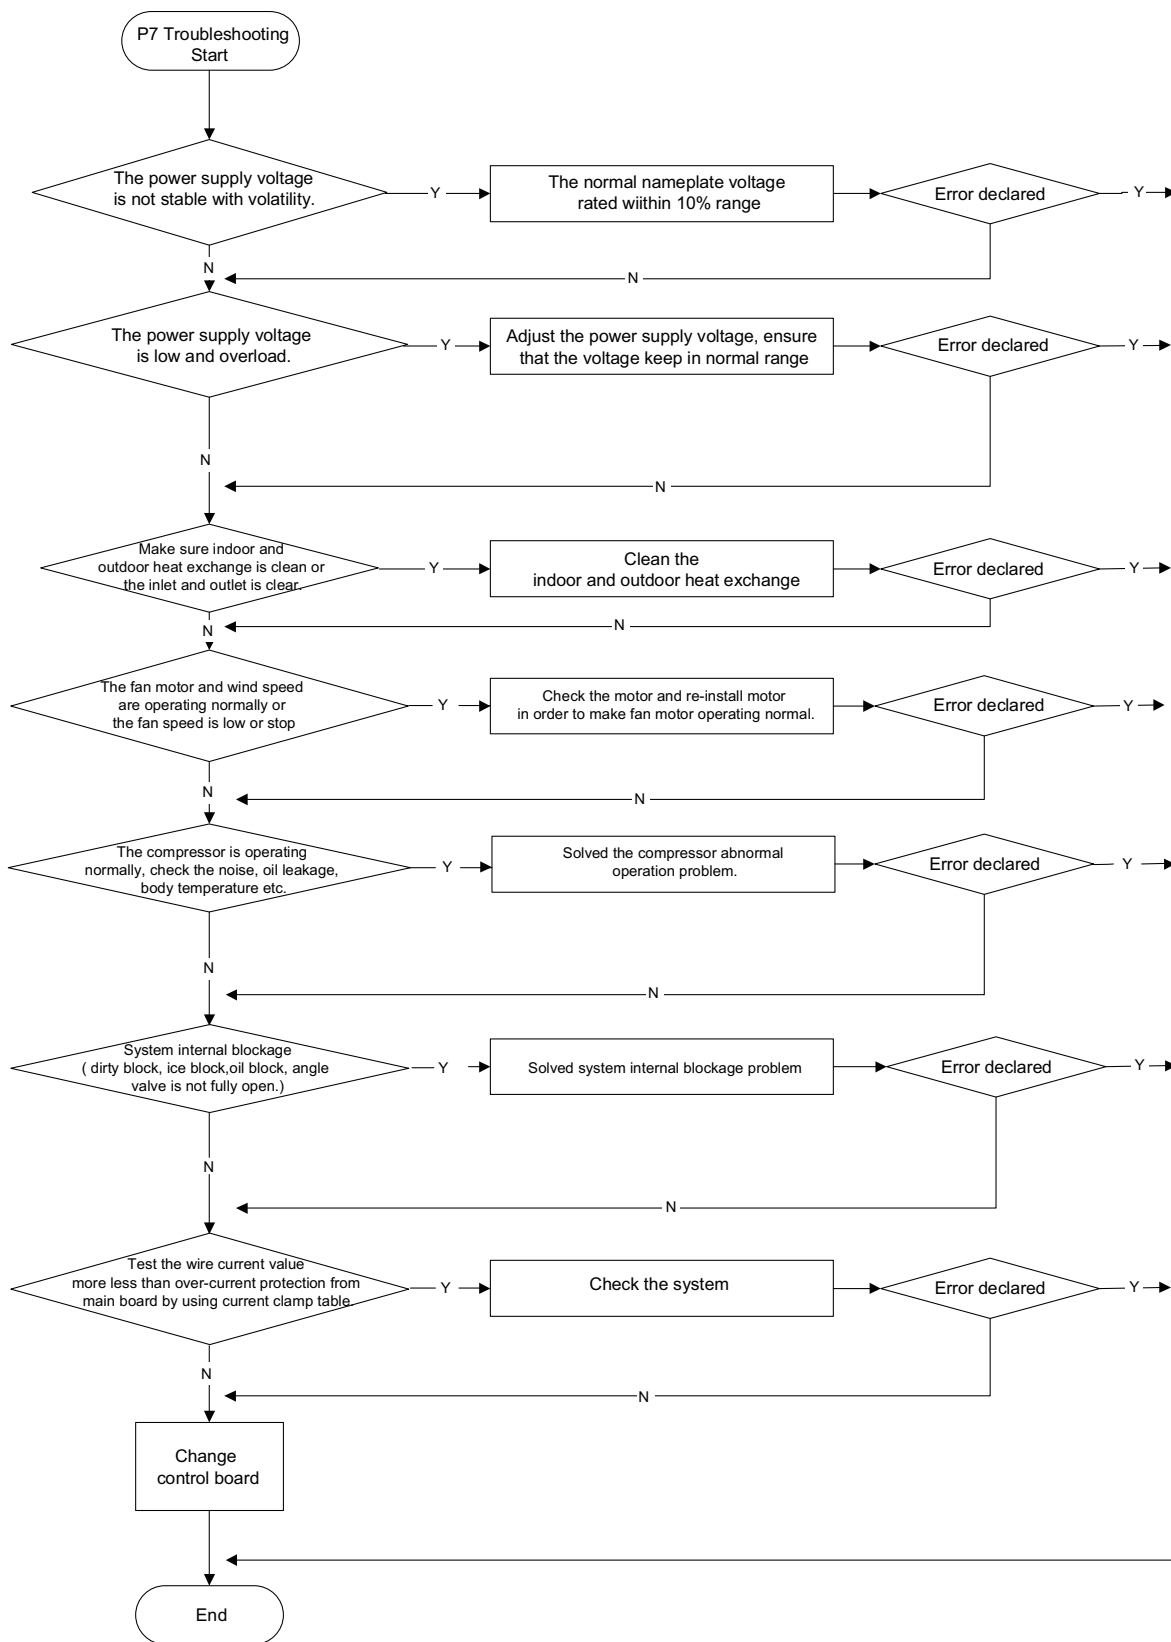 P7 Troubleshooting
Start
The power supply voltage
is not stable with volatility.
Y
The normal nameplate voltage
rated wiithin 10% range
Error declared
Y
N
N
The power supply voltage
is low and overload.
Y
Adjust the power supply voltage, ensure
that the voltage keep in normal range
Error declared
Y
N
N
Make sure indoor and
outdoor heat exchange is clean or
the inlet and outlet is clear.
Y
Clean the
indoor and outdoor heat exchange
Error declared
Y
N
N
The fan motor and wind speed
are operating normally or
the fan speed is low or stop
Y
Check the motor and re-install motor
in order to make fan motor operating normal.
Error declared
Y
N
N
The compressor is operating
normally, check the noise, oil leakage,
body temperature etc.
Y
Solved the compressor abnormal
operation problem.
Error declared
Y
N
N
System internal blockage
( dirty block, ice block,oil block, angle
valve is not fully open.)
Y
Solved system internal blockage problem
Error declared
Y
N
N
Test the wire current value
more less than over-current protection from
main board by using current clamp table.
Y
Check the system
Error declared
Y
N
N
Change
control board
End